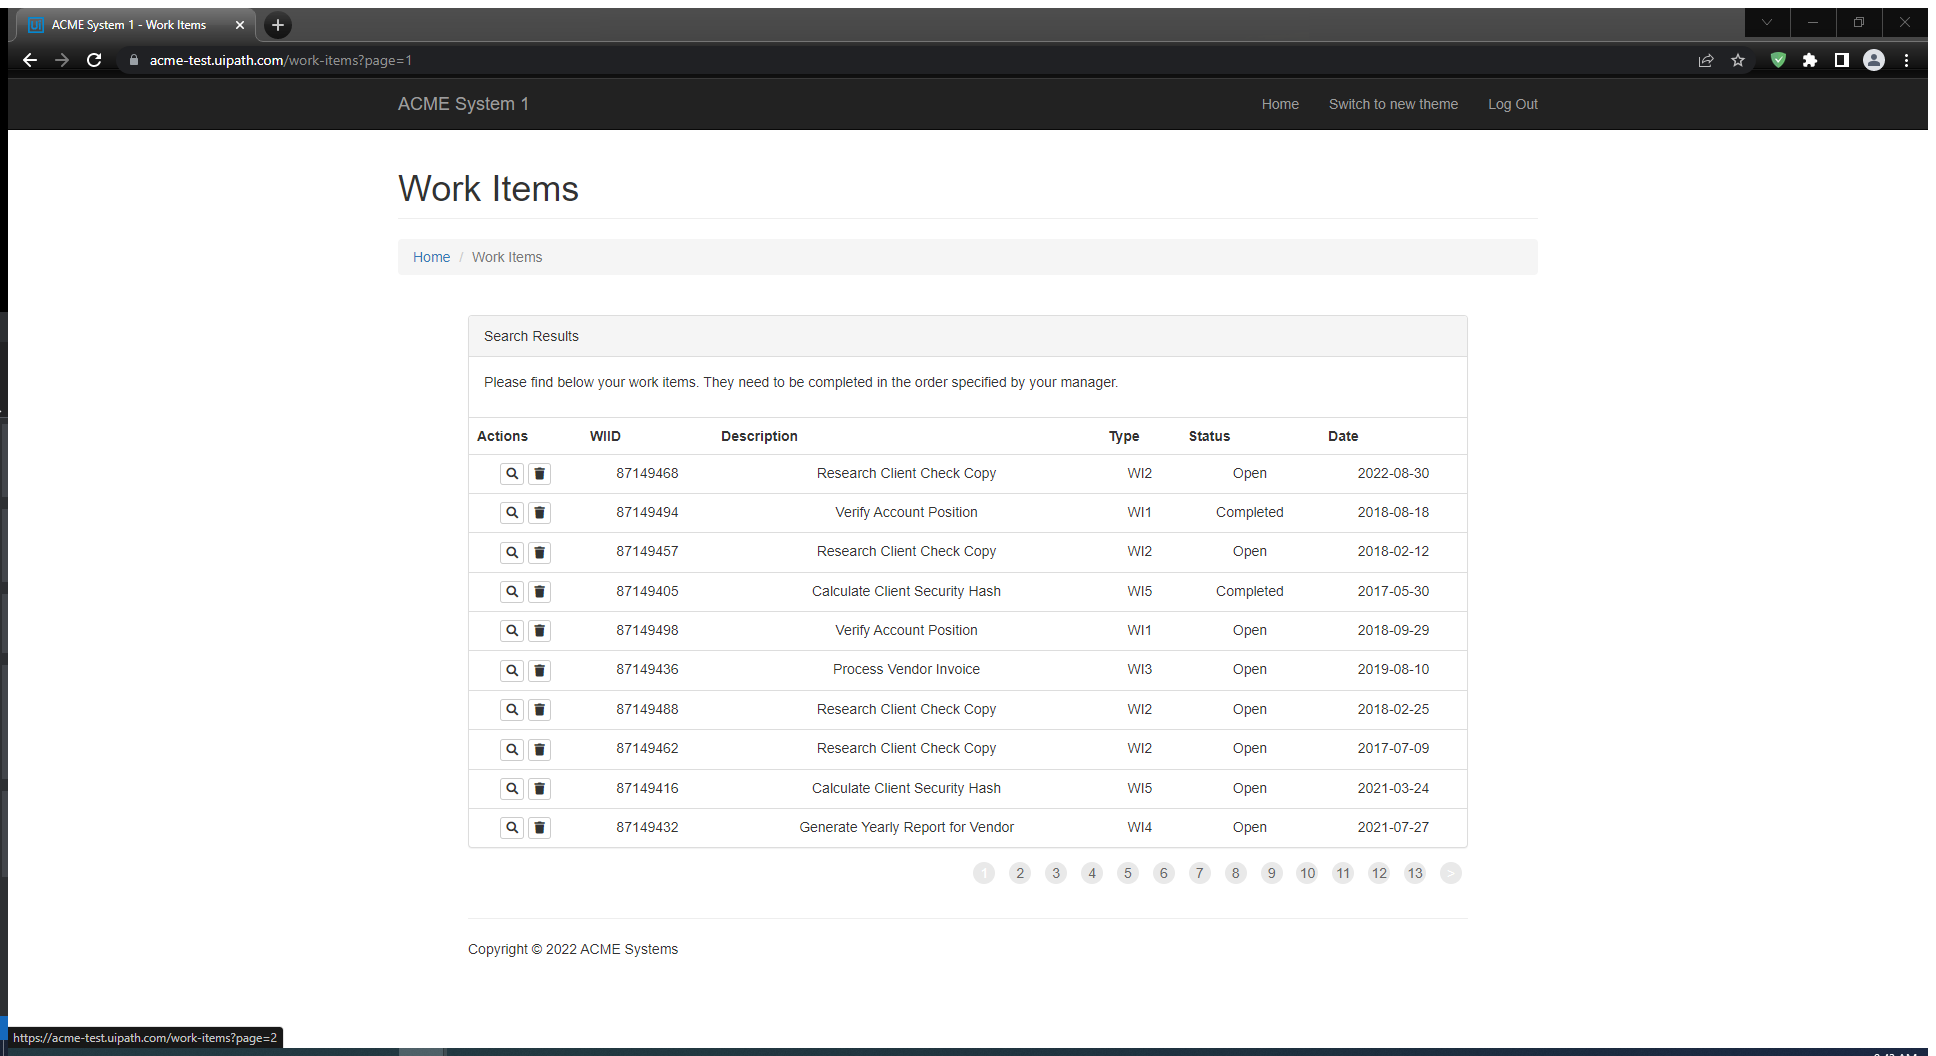 ACME System 1 - Work Items
acme-test.uipath.com/work-items?page=1
ACME System 1 Home Switch to new theme Log Out
Work Items
Home / Work Items
Search Results
Please find below your work items. They need to be completed in the order specified by your manager.
Actions WIID Description Type Status Date
87149468 Research Client Check Copy WI2 Open 2022-08-30
87149494 Verify Account Position WI1 Completed 2018-08-18
87149457 Research Client Check Copy WI2 Open 2018-02-12
87149405 Calculate Client Security Hash WI5 Completed 2017-05-30
87149498 Verify Account Position WI1 Open 2018-09-29
87149436 Process Vendor Invoice WI3 Open 2019-08-10
87149488 Research Client Check Copy WI2 Open 2018-02-25
87149462 Research Client Check Copy WI2 Open 2017-07-09
87149416 Calculate Client Security Hash WI5 Open 2021-03-24
87149432 Generate Yearly Report for Vendor WI4 Open 2021-07-27
1 2 3 4 5 6 7 8 9 10 11 12 13 >
Copyright © 2022 ACME Systems
https://acme-test.uipath.com/work-items?page=2